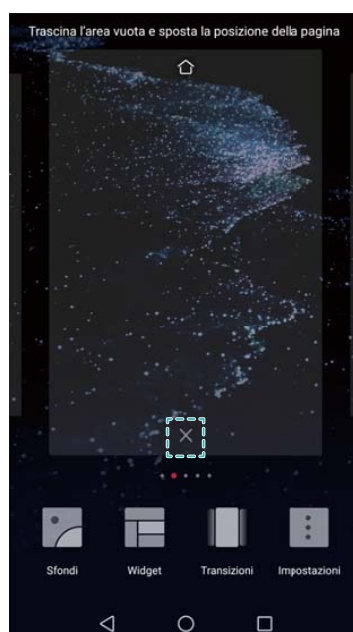 Trascina l'area vuota e sposta la posizione della pagina
Sfondi Widget Transizioni Impostazioni